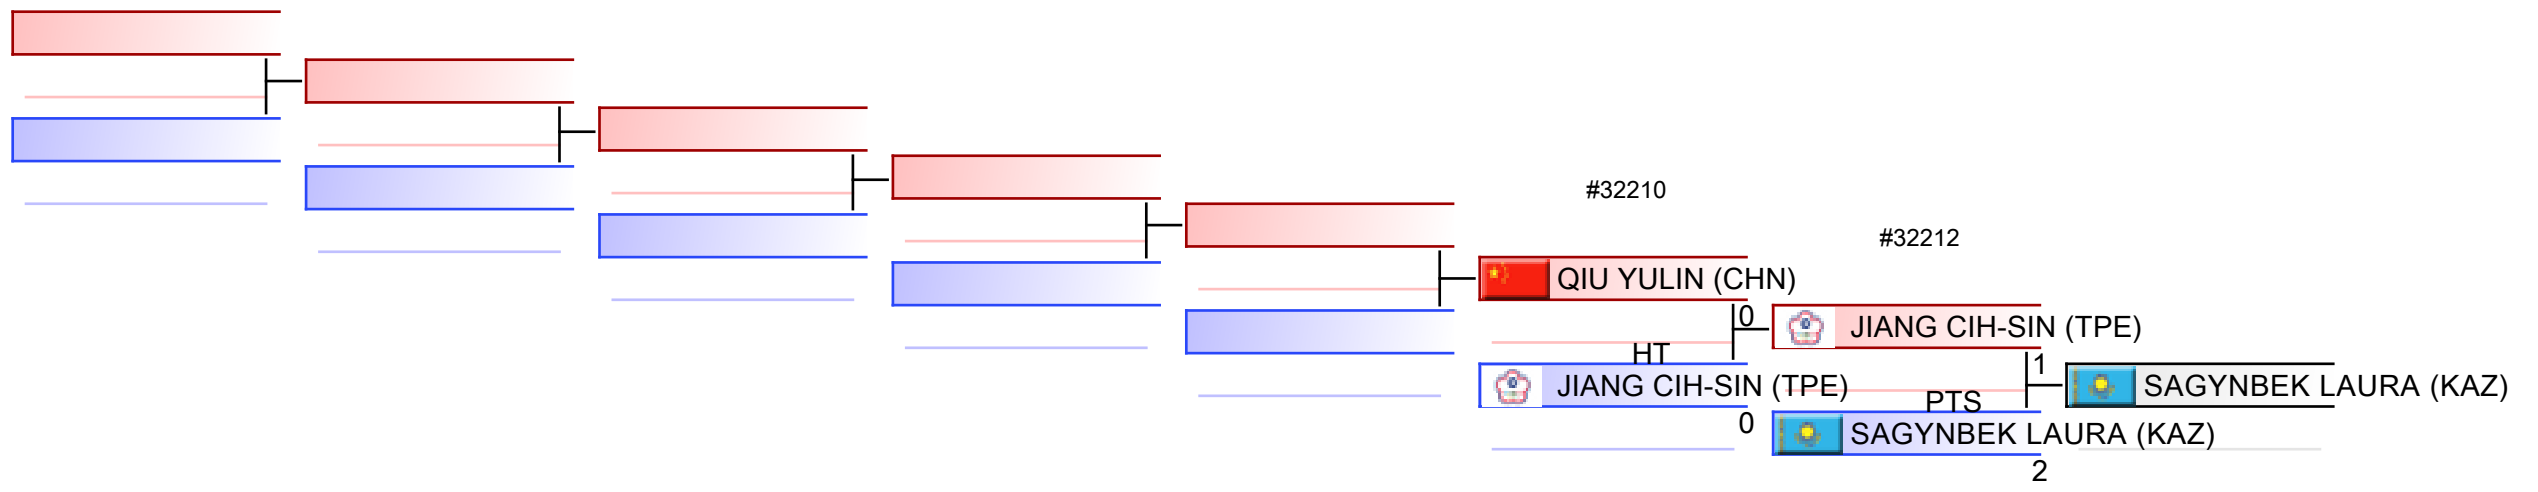 #32210
#32212
QIU YULIN (CHN)
0
JIANG CIH-SIN (TPE)
HT
1
JIANG CIH-SIN (TPE)
SAGYNBEK LAURA (KAZ)
PTS
0
SAGYNBEK LAURA (KAZ)
2